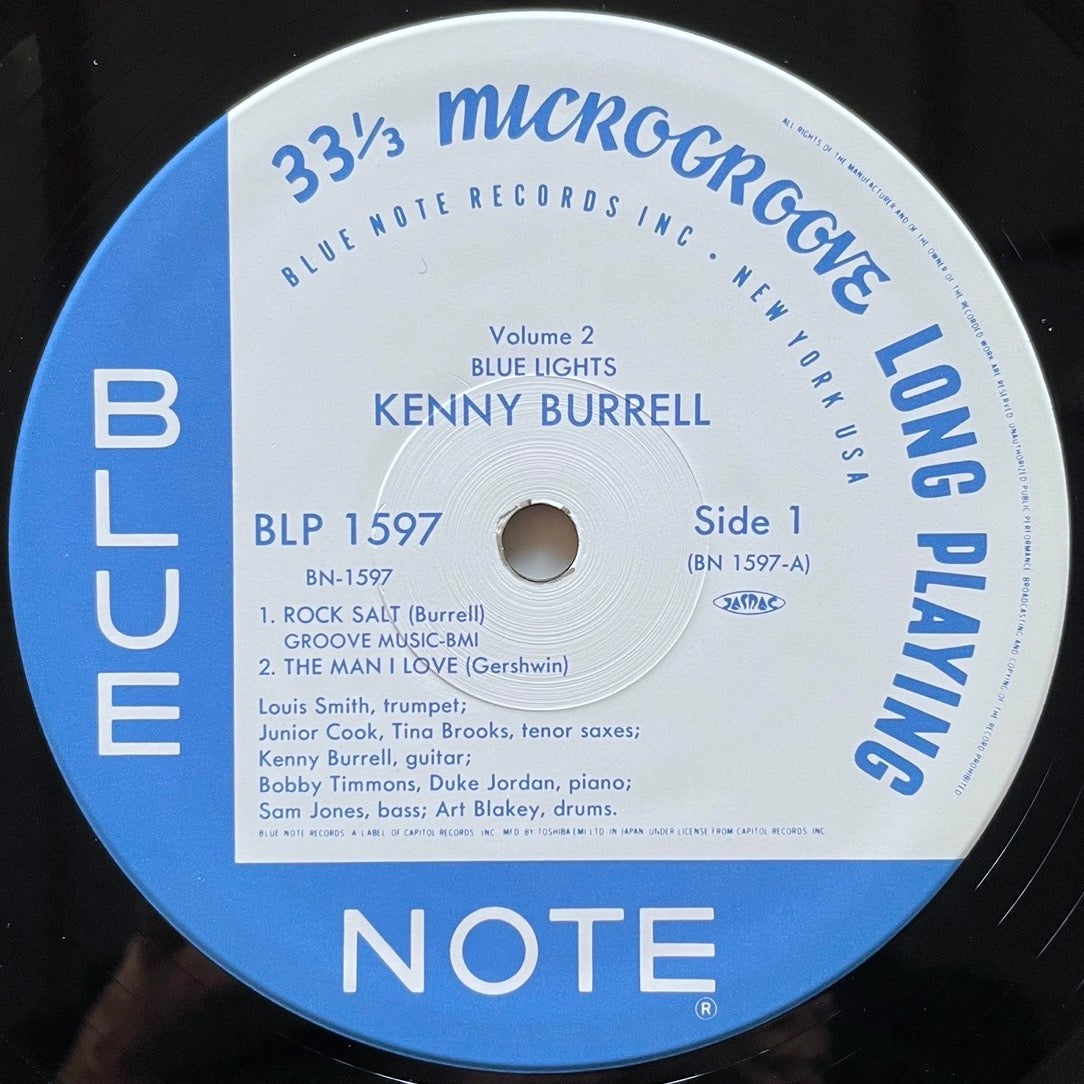 33⅓ MICROGROOVE LONG PLAYING
BLUE NOTE RECORDS INC • NEW YORK USA
ALL RIGHTS OF THE MANUFACTURER AND OF THE OWNER OF THE RECORDED WORK ARE RESERVED UNAUTHORIZED PUBLIC PERFORMANCE BROADCASTING AND COPYING OF THE RECORD PROHIBITED
Volume 2
BLUE LIGHTS
KENNY BURRELL
BLP 1597
Side 1
BN-1597
(BN 1597-A)
JASRAC
1. ROCK SALT (Burrell)
GROOVE MUSIC-BMI
2. THE MAN I LOVE (Gershwin)
Louis Smith, trumpet;
Junior Cook, Tina Brooks, tenor saxes;
Kenny Burrell, guitar;
Bobby Timmons, Duke Jordan, piano;
Sam Jones, bass; Art Blakey, drums.
BLUE NOTE RECORDS A LABEL OF CAPITOL RECORDS INC MFD BY TOSHIBA EMI LTD IN JAPAN UNDER LICENSE FROM CAPITOL RECORDS INC
BLUE
NOTE
®